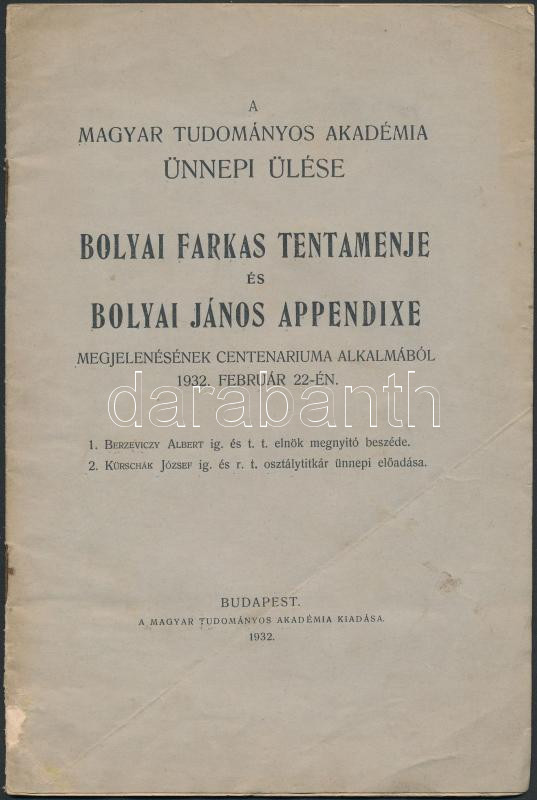 A
MAGYAR TUDOMÁNYOS AKADÉMIA
ÜNNEPI ÜLÉSE
BOLYAI FARKAS TENTAMENJE
ÉS
BOLYAI JÁNOS APPENDIXE
MEGJELENÉSÉNEK CENTENARIUMA ALKALMÁBÓL
1932. FEBRUÁR 22-ÉN.
darabanth
1. BERZEVICZY ALBERT ig. és t. t. elnök megnyitó beszéde.
2. KÜRSCHÁK JÓZSEF ig. és r. t. osztálytitkár ünnepi előadása.
BUDAPEST.
A MAGYAR TUDOMÁNYOS AKADÉMIA KIADÁSA.
1932.